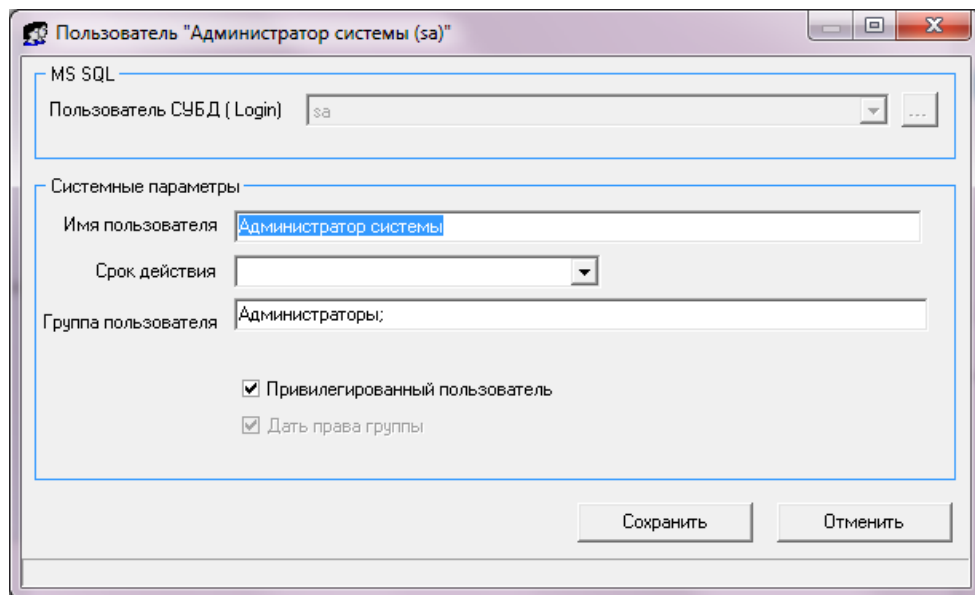 Пользователь "Администратор системы (sa)"
MS SQL
Пользователь СУБД ( Login)
sa
...
Системные параметры
Имя пользователя
Администратор системы
Срок действия
Группа пользователя
Администраторы;
Привилегированный пользователь
Дать права группы
Сохранить
Отменить